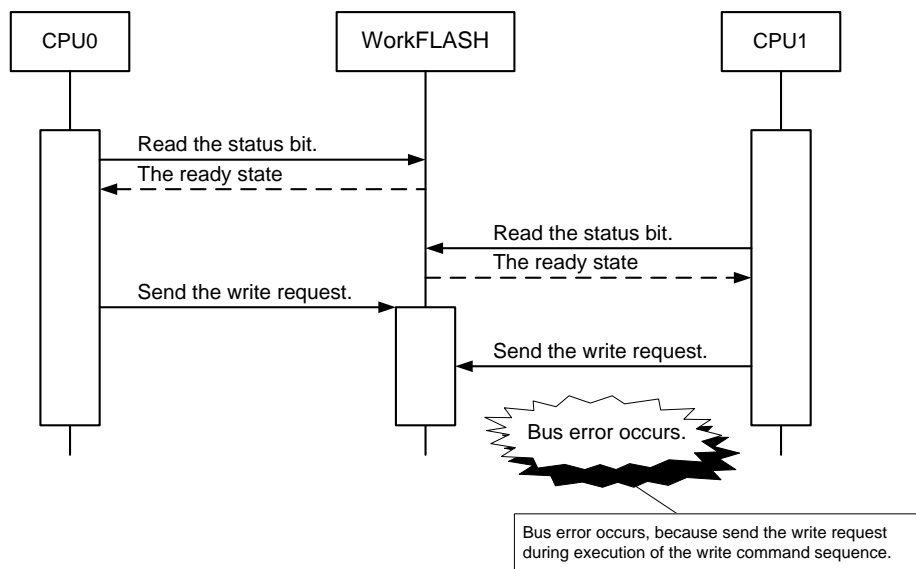 CPU0
WorkFLASH
CPU1
Read the status bit.
The ready state
Read the status bit.
The ready state
Send the write request.
Send the write request.
Bus error occurs.
Bus error occurs, because send the write request
during execution of the write command sequence.